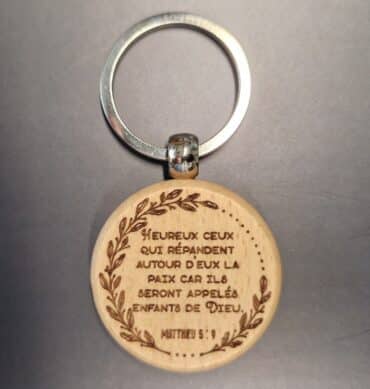 Heureux ceux
qui répandent
autour d'eux la
paix car ils
seront appelés
enfants de Dieu.
Matthieu 5 : 9